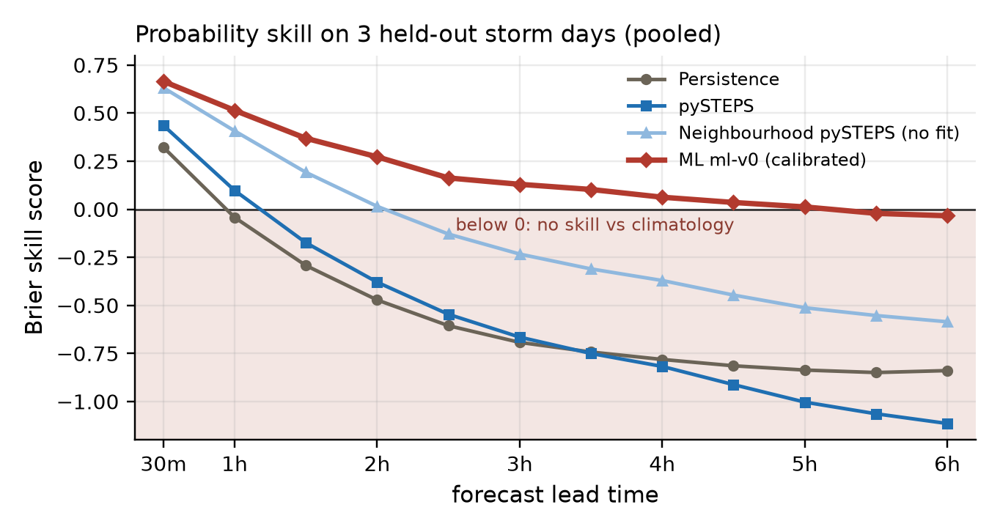 Probability skill on 3 held-out storm days (pooled)
Brier skill score
0.75
0.50
0.25
0.00
−0.25
−0.50
−0.75
−1.00
Persistence
pySTEPS
Neighbourhood pySTEPS (no fit)
ML ml-v0 (calibrated)
below 0: no skill vs climatology
30m 1h 2h 3h 4h 5h 6h
forecast lead time